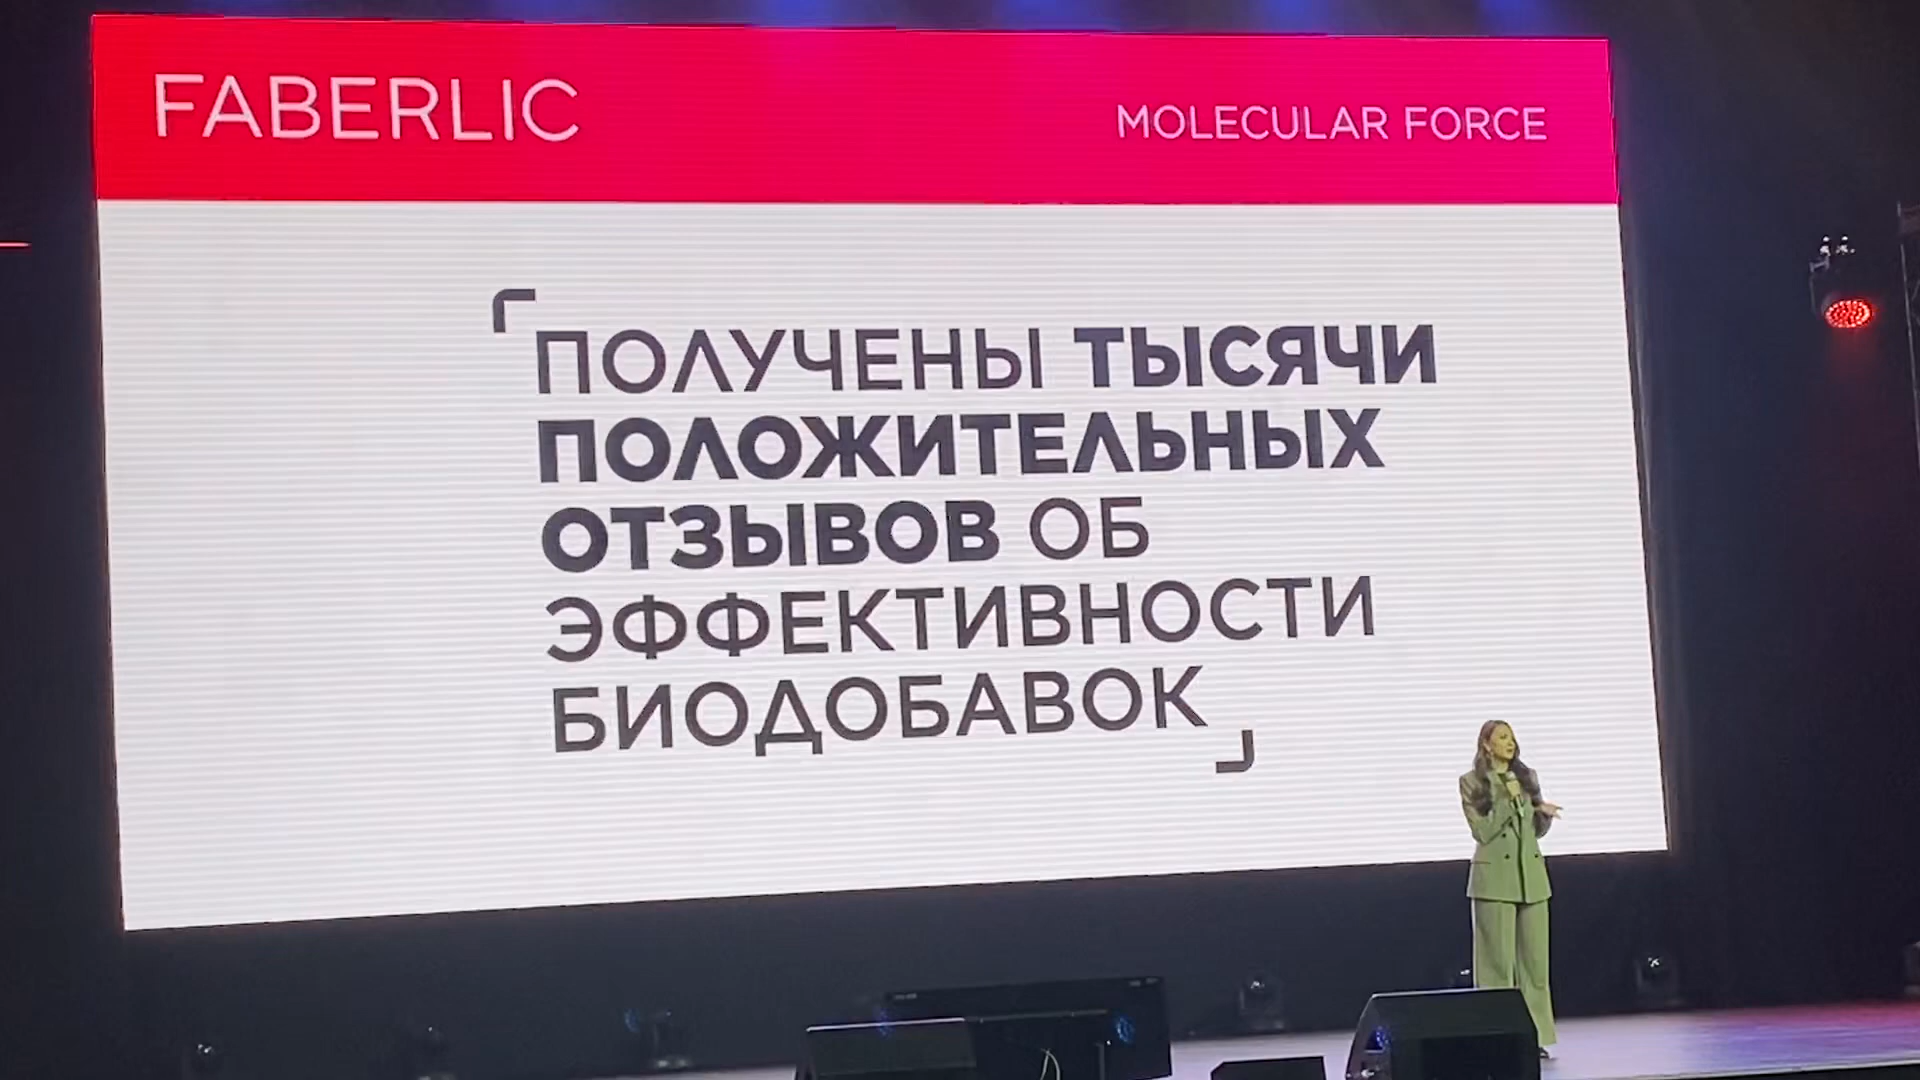 FABERLIC
MOLECULAR FORCE
ПОЛУЧЕНЫ ТЫСЯЧИ
ПОЛОЖИТЕЛЬНЫХ
ОТЗЫВОВ ОБ
ЭФФЕКТИВНОСТИ
БИОДОБАВОК